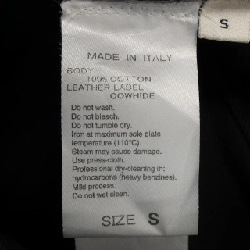 S
MADE IN ITALY
BODY
100% COTTON
LEATHER LABEL
COWHIDE
Do not wash.
Do not bleach.
Do not tumble dry.
Iron at maximum sole plate
temperature (110°C)
Steam may cause damage.
Use press-cloth.
Professional dry-cleaning in:
hydrocarbons (heavy benzines).
Mild process.
Do not wet clean.
SIZE S